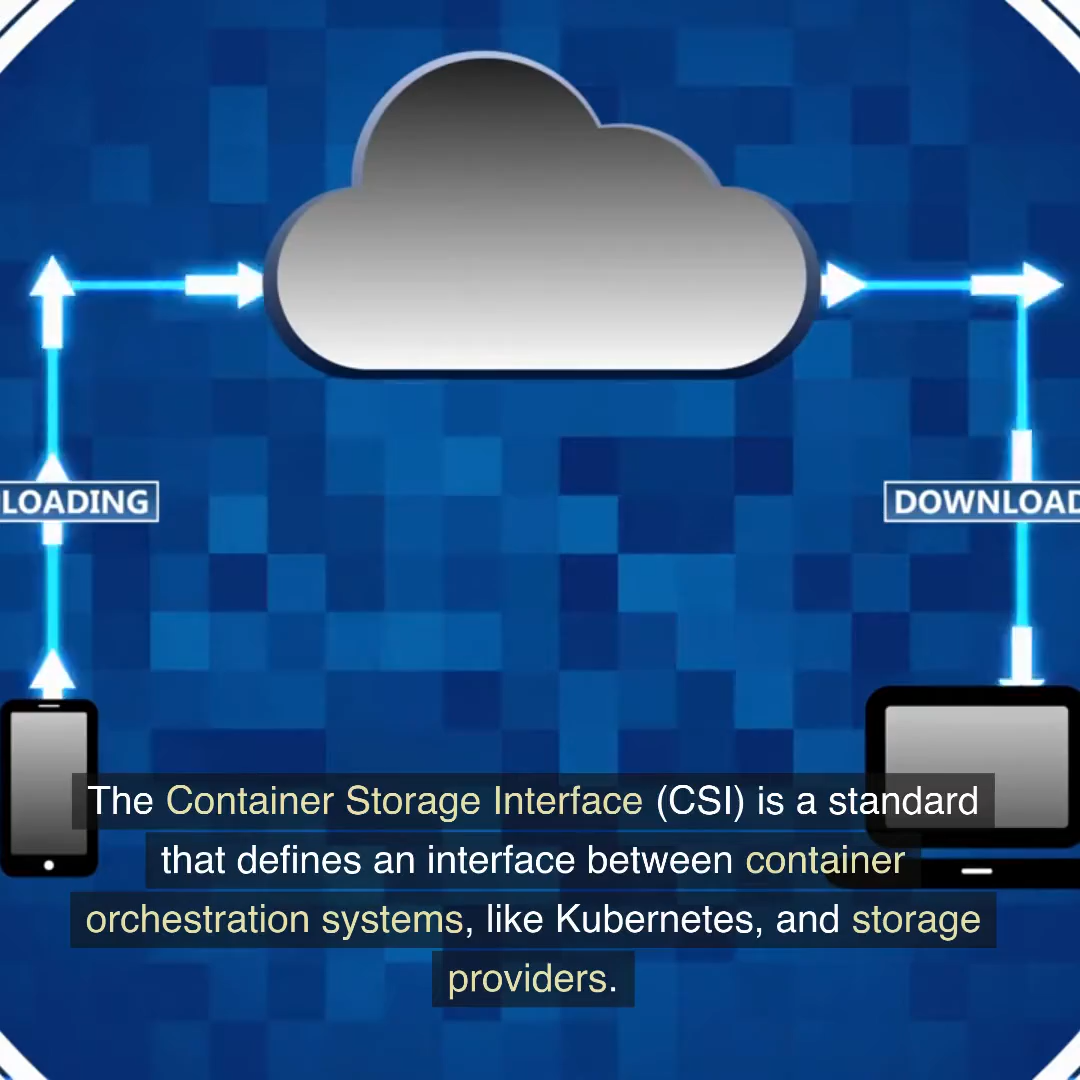 LOADING
DOWNLOAD
The Container Storage Interface (CSI) is a standard
that defines an interface between container
orchestration systems, like Kubernetes, and storage
providers.